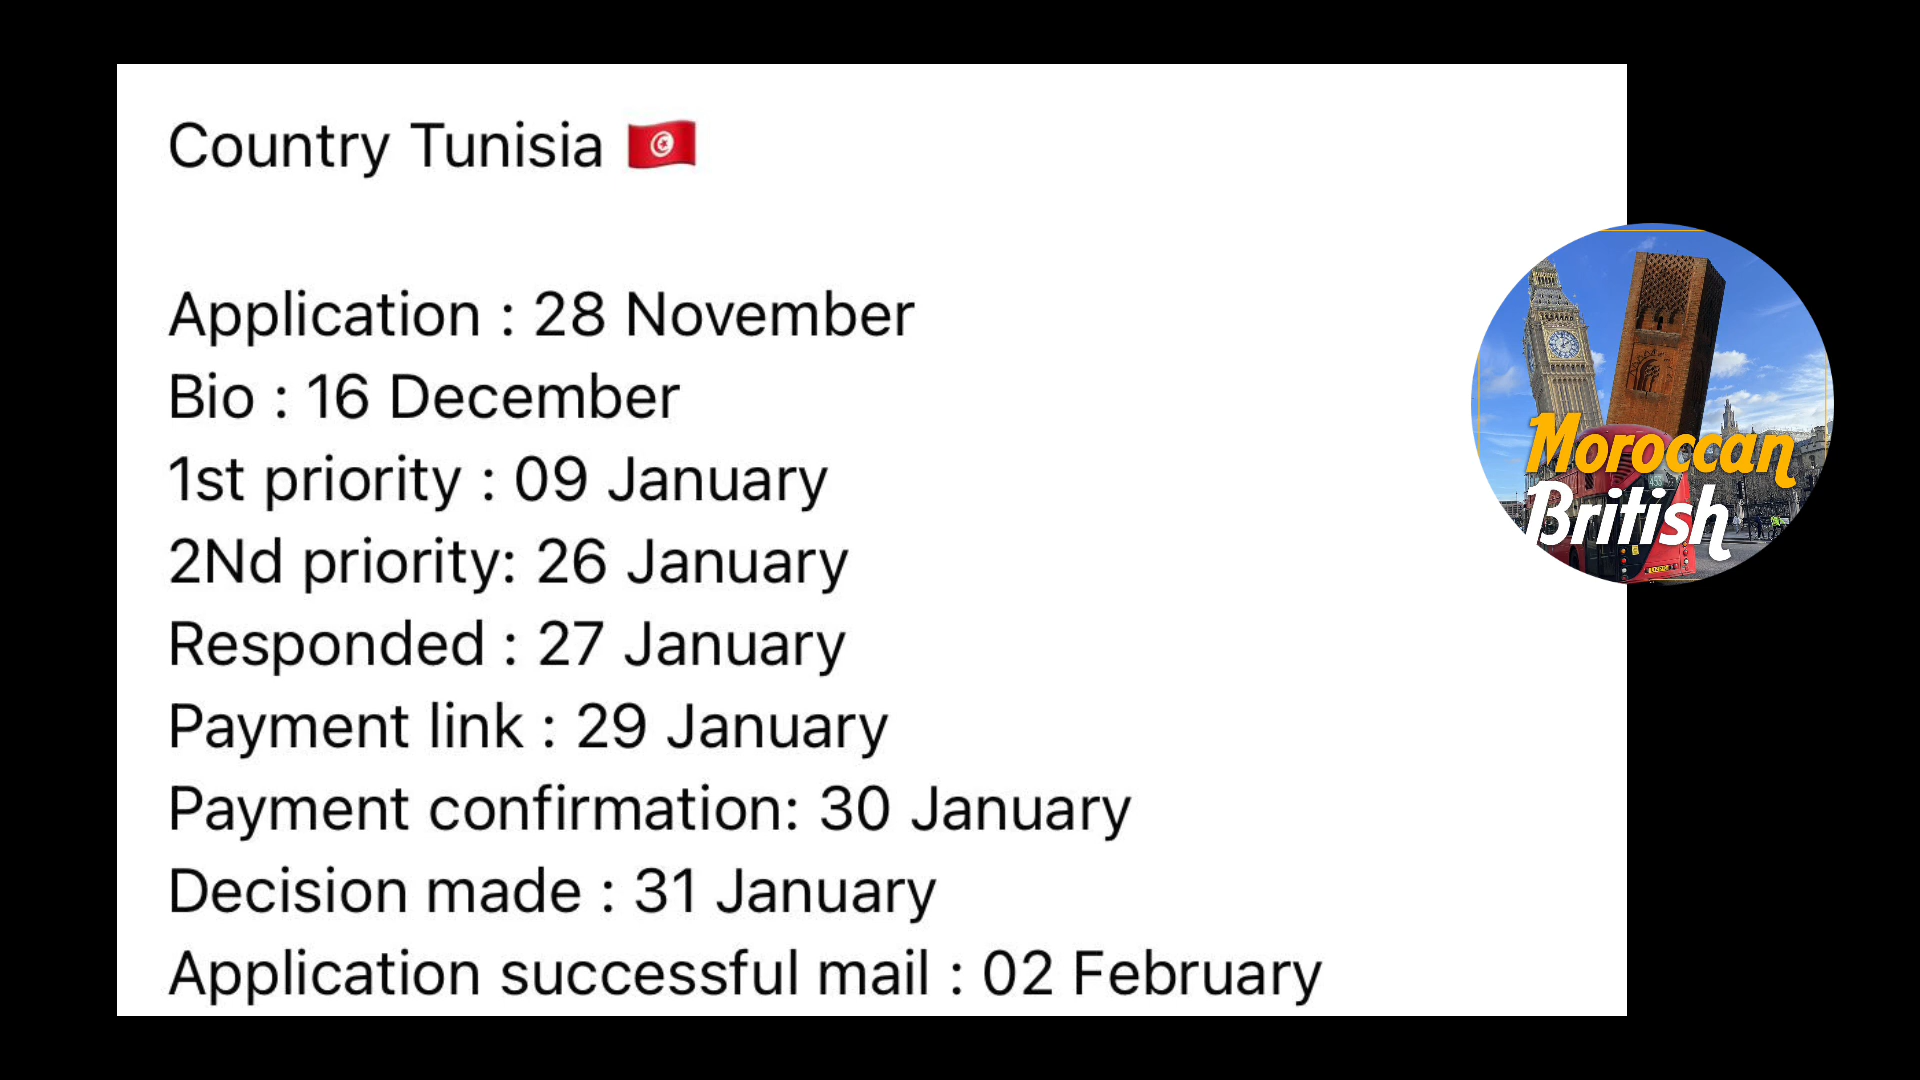 Country Tunisia 🇹🇳
Application : 28 November
Bio : 16 December
1st priority : 09 January
2Nd priority: 26 January
Responded : 27 January
Payment link : 29 January
Payment confirmation: 30 January
Decision made : 31 January
Application successful mail : 02 February
Moroccan
British